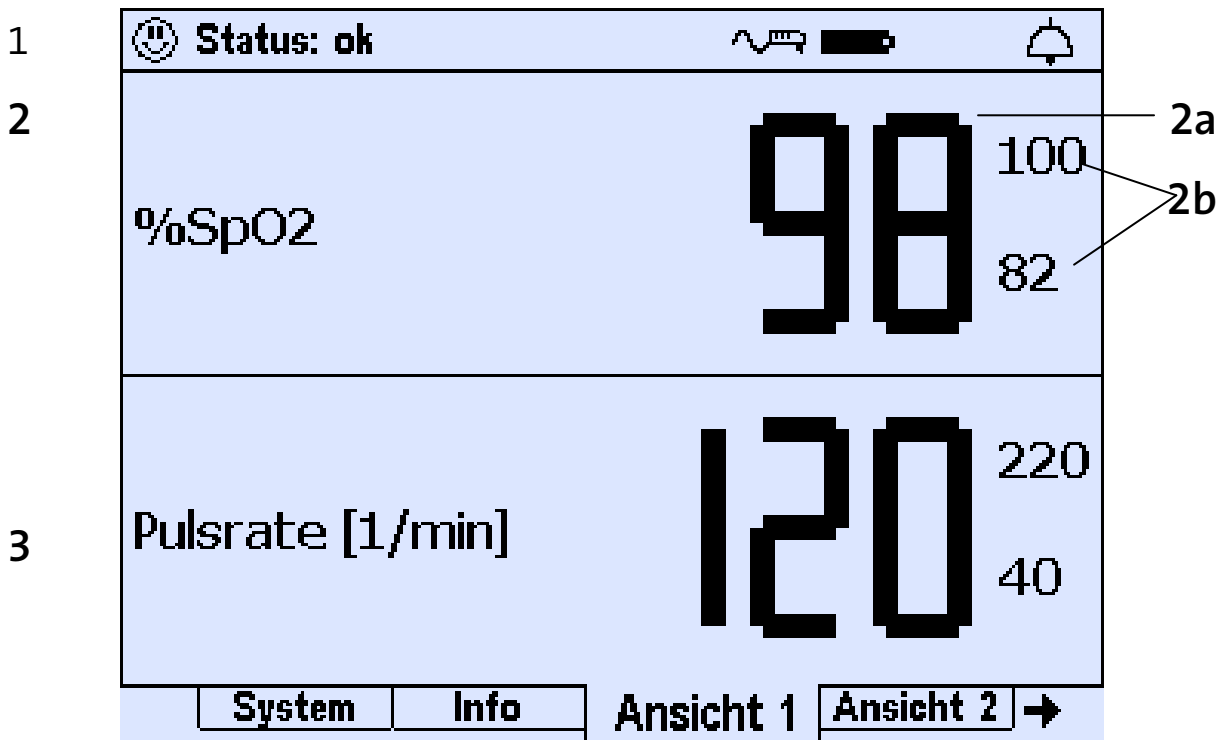 1
Status: ok
2
2a
98
100
2b
%SpO2
82
120
220
3
Pulsrate [1/min]
40
System Info Ansicht 1 Ansicht 2